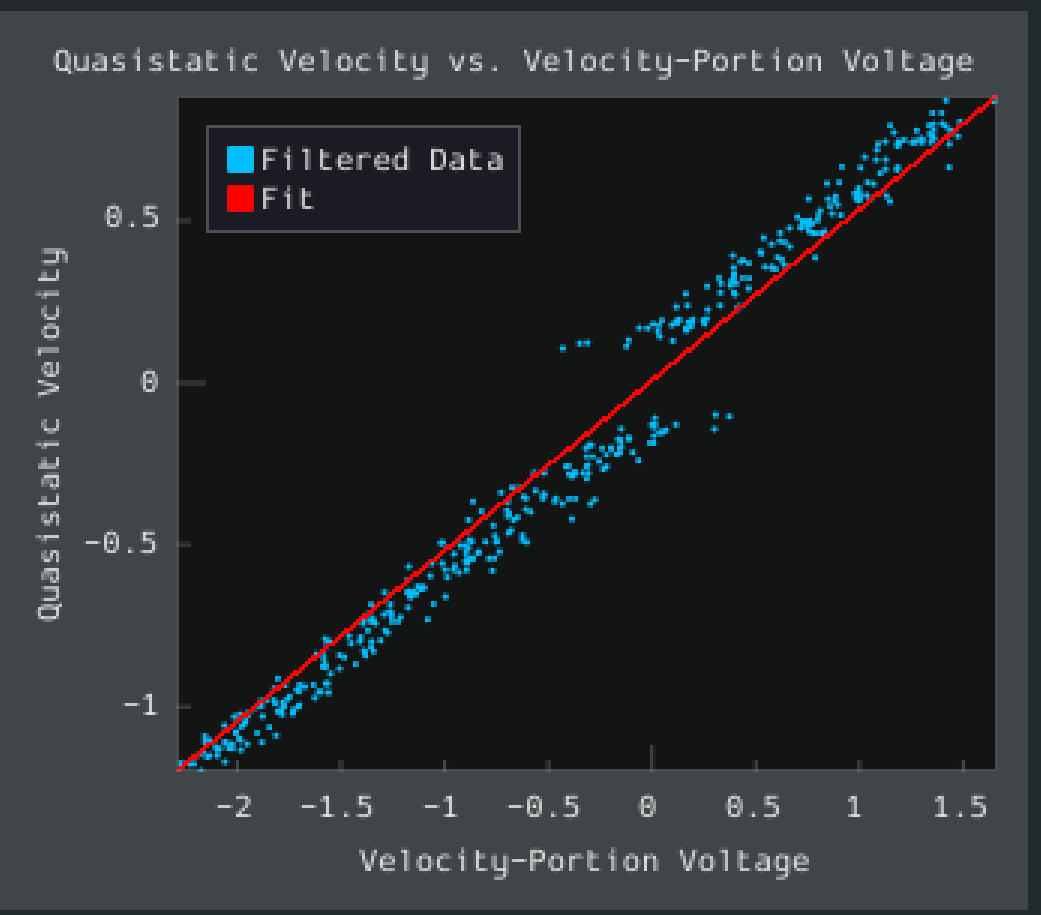 Quasistatic Velocity vs. Velocity-Portion Voltage
Filtered Data
Fit
0.5
0
-0.5
-1
Quasistatic Velocity
-2 -1.5 -1 -0.5 0 0.5 1 1.5
Velocity-Portion Voltage